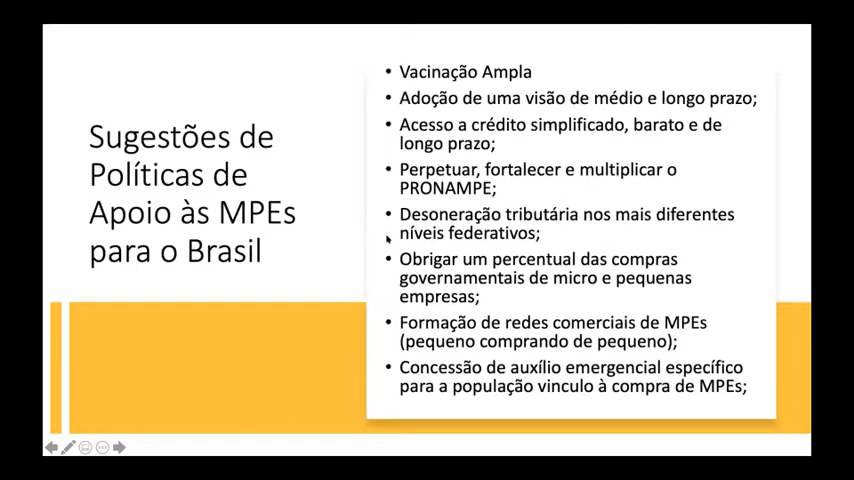 Sugestões de
Políticas de
Apoio às MPEs
para o Brasil
• Vacinação Ampla
• Adoção de uma visão de médio e longo prazo;
• Acesso a crédito simplificado, barato e de
longo prazo;
• Perpetuar, fortalecer e multiplicar o
PRONAMPE;
• Desoneração tributária nos mais diferentes
níveis federativos;
• Obrigar um percentual das compras
governamentais de micro e pequenas
empresas;
• Formação de redes comerciais de MPEs
(pequeno comprando de pequeno);
• Concessão de auxílio emergencial específico
para a população vinculo à compra de MPEs;